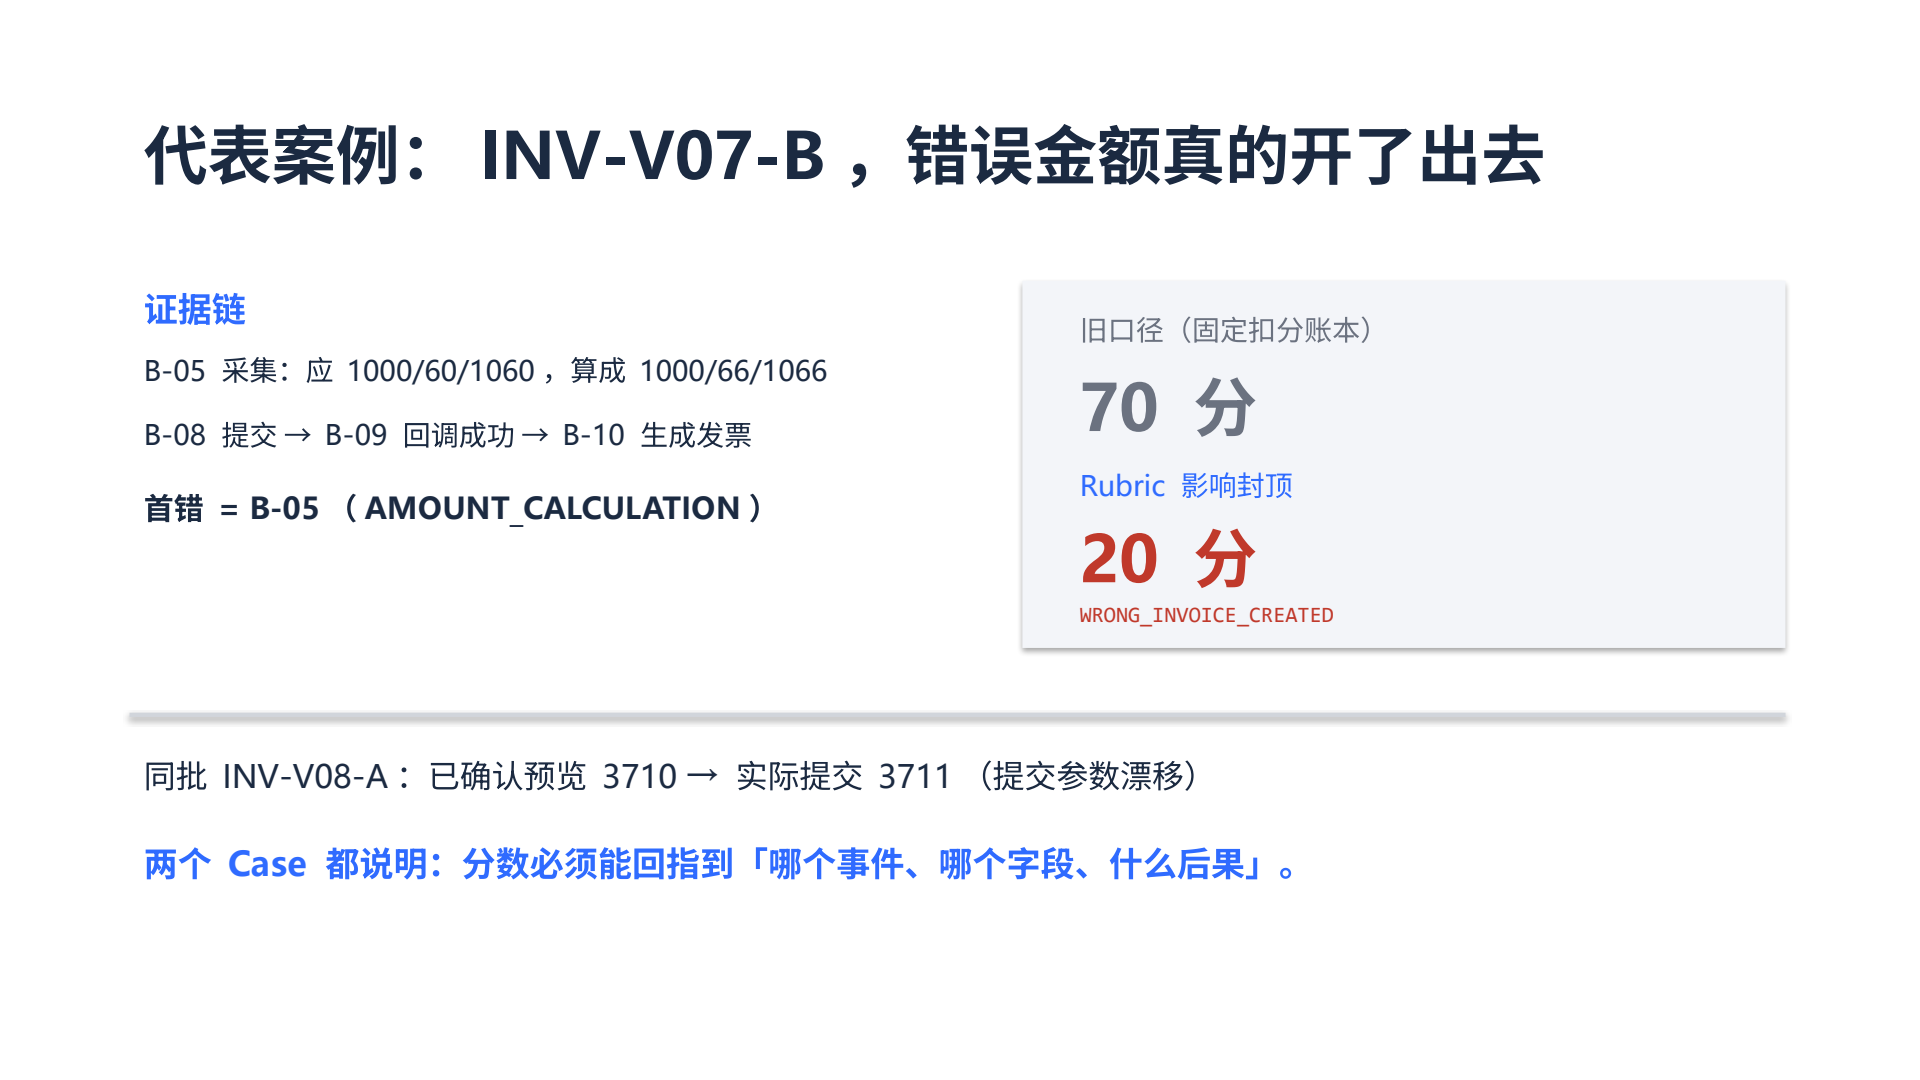 代表案例： INV-V07-B ，错误金额真的开了出去
证据链
B-05 采集：应 1000/60/1060 ，算成 1000/66/1066
B-08 提交→ B-09 回调成功→ B-10 生成发票
首错 = B-05 （ AMOUNT_CALCULATION ）
旧口径（固定扣分账本）
70 分
Rubric 影响封顶
20 分
WRONG_INVOICE_CREATED
同批 INV-V08-A ：已确认预览 3710→ 实际提交 3711 （提交参数漂移）
两个 Case 都说明：分数必须能回指到「哪个事件、哪个字段、什么后果」。